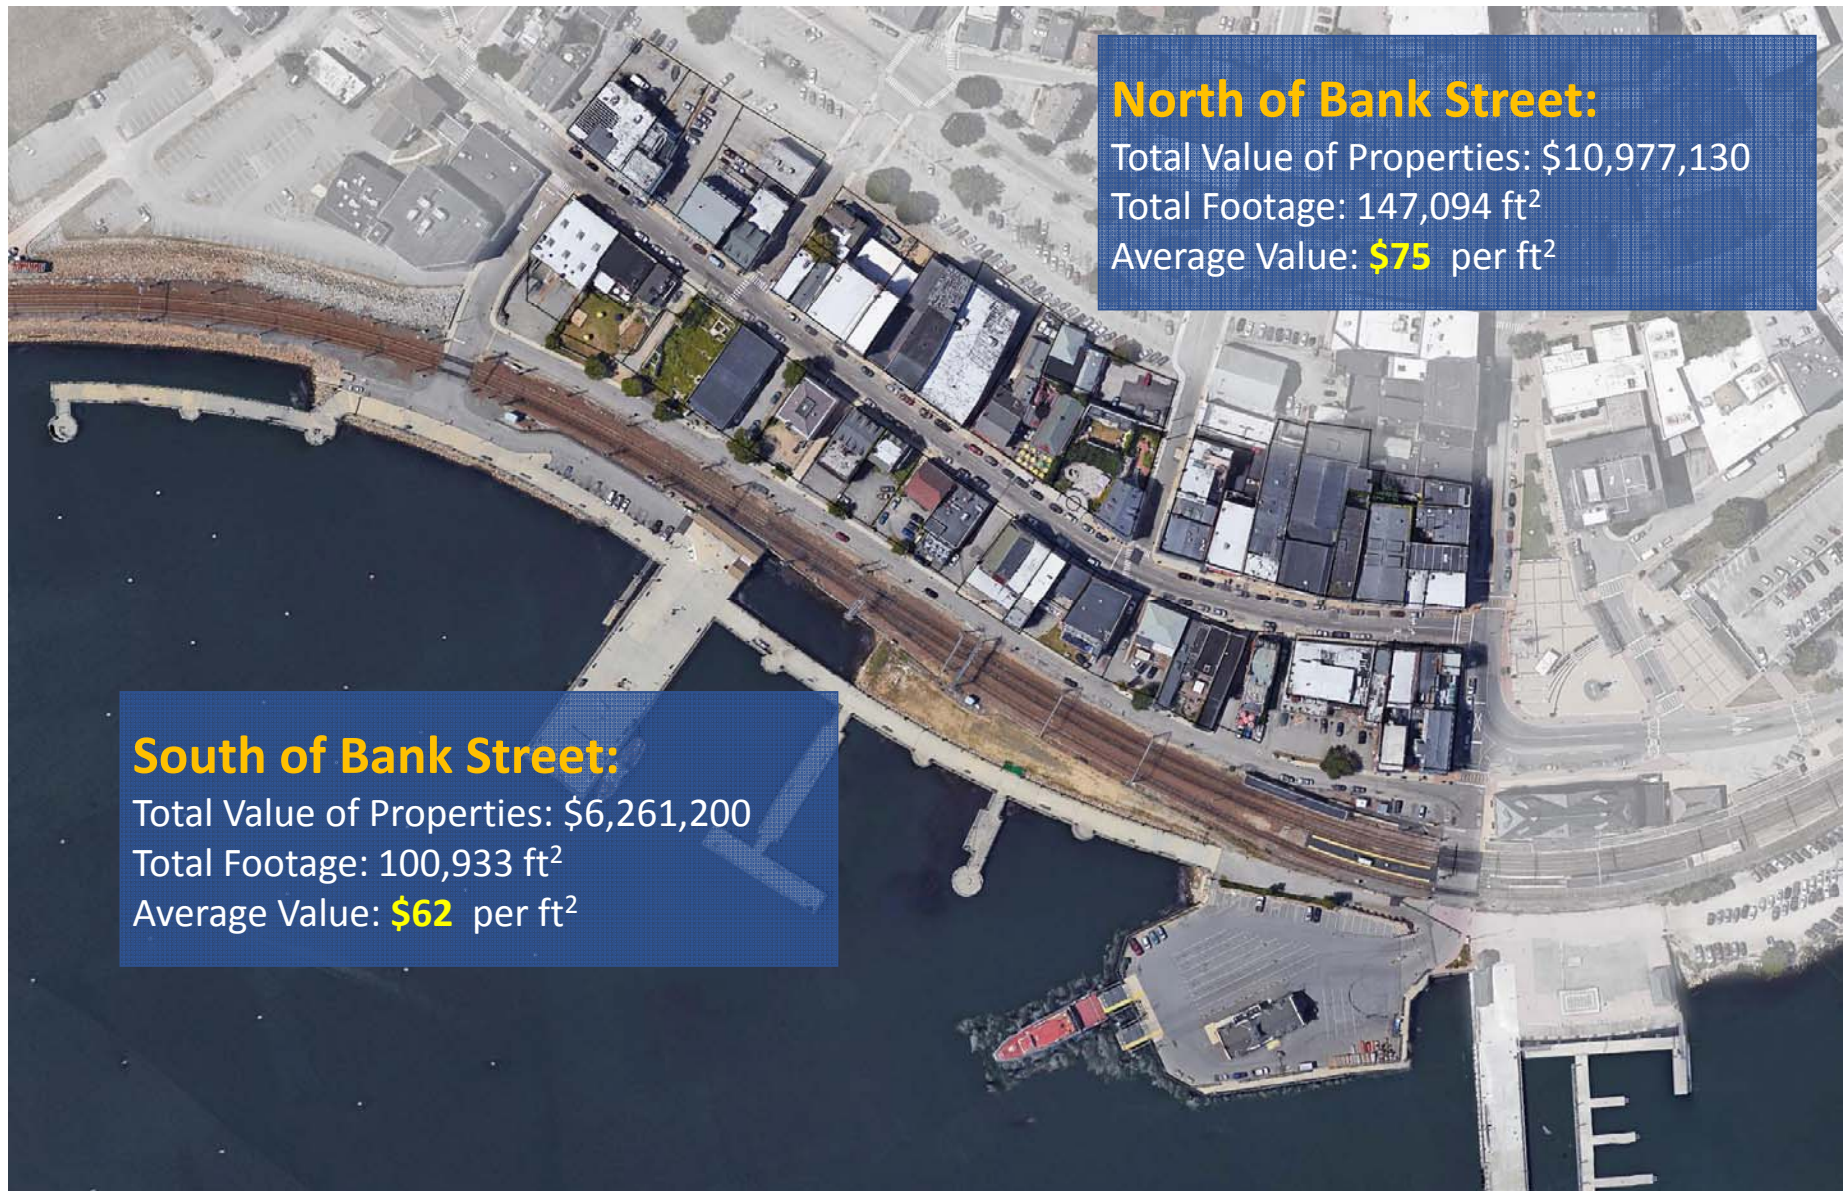 North of Bank Street:
Total Value of Properties: $10,977,130
Total Footage: 147,094 ft²
Average Value: $75 per ft²
South of Bank Street:
Total Value of Properties: $6,261,200
Total Footage: 100,933 ft²
Average Value: $62 per ft²